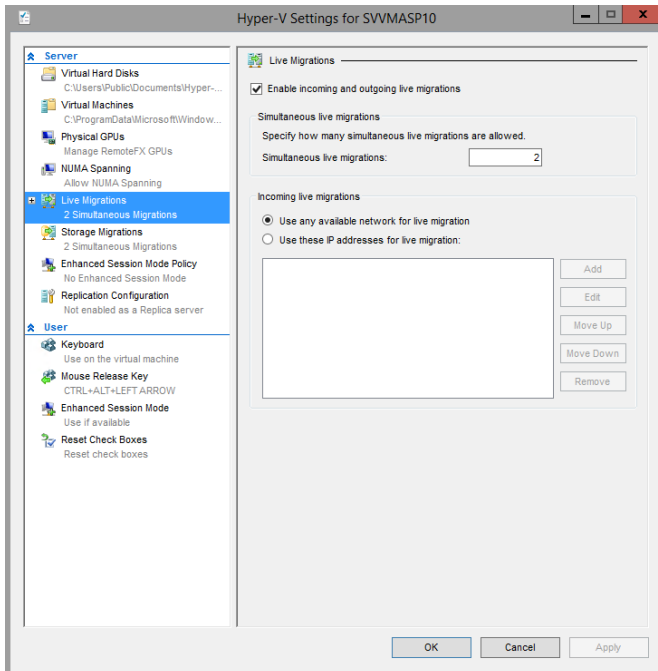 Hyper-V Settings for SVVMASP10
Server
Virtual Hard Disks
C:\Users\Public\Documents\Hyper-...
Virtual Machines
C:\ProgramData\Microsoft\Window...
Physical GPUs
Manage RemoteFX GPUs
NUMA Spanning
Allow NUMA Spanning
Live Migrations
2 Simultaneous Migrations
Storage Migrations
2 Simultaneous Migrations
Enhanced Session Mode Policy
No Enhanced Session Mode
Replication Configuration
Not enabled as a Replica server
User
Keyboard
Use on the virtual machine
Mouse Release Key
CTRL+ALT+LEFT ARROW
Enhanced Session Mode
Use if available
Reset Check Boxes
Reset check boxes
Live Migrations
Enable incoming and outgoing live migrations
Simultaneous live migrations
Specify how many simultaneous live migrations are allowed.
Simultaneous live migrations: 2
Incoming live migrations
Use any available network for live migration
Use these IP addresses for live migration:
Add
Edit
Move Up
Move Down
Remove
OK Cancel Apply